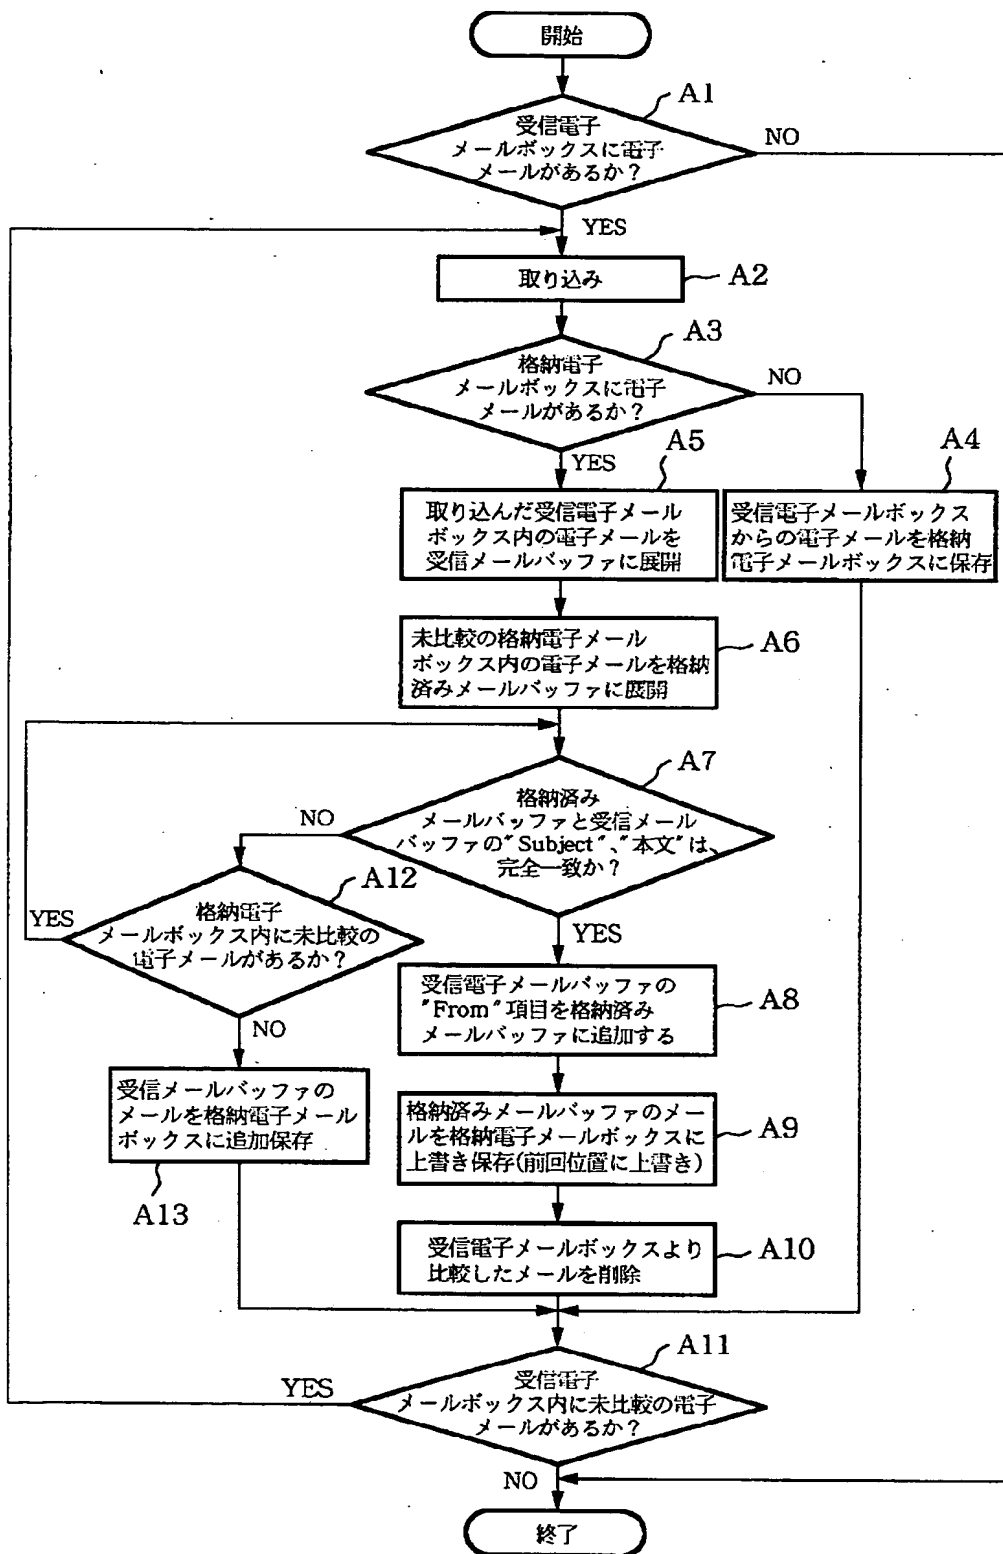 開始
A1
受信電子
メールボックスに電子
メールがあるか？
NO
YES
取り込み
A2
A3
格納電子
メールボックスに電子
メールがあるか？
NO
YES
A5
A4
取り込んだ受信電子メール
ボックス内の電子メールを
受信メールバッファに展開
受信電子メールボックス
からの電子メールを格納
電子メールボックスに保存
未比較の格納電子メール
ボックス内の電子メールを格納
済みメールバッファに展開
A6
A7
格納済み
メールバッファと受信メール
バッファの"Subject"、"本文"は、
完全一致か？
NO
YES
A12
YES
格納電子
メールボックス内に未比較の
電子メールがあるか？
NO
受信電子メールバッファの
"From"項目を格納済み
メールバッファに追加する
A8
受信メールバッファの
メールを格納電子メール
ボックスに追加保存
A13
格納済みメールバッファのメー
ルを格納電子メールボックスに
上書き保存(前回位置に上書き)
A9
受信電子メールボックスより
比較したメールを削除
A10
A11
YES
受信電子
メールボックス内に未比較の電子
メールがあるか？
NO
終了